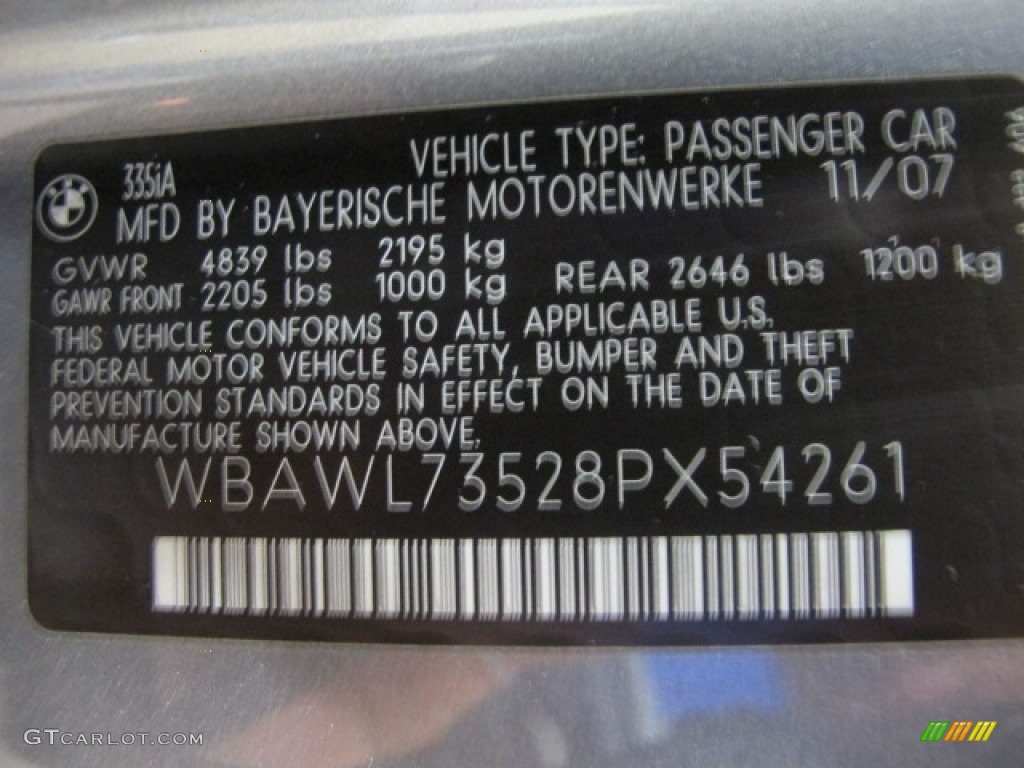 335iA VEHICLE TYPE: PASSENGER CAR
MFD BY BAYERISCHE MOTORENWERKE 11/07
GVWR 4839 lbs 2195 kg
GAWR FRONT 2205 lbs 1000 kg REAR 2646 lbs 1200 kg
THIS VEHICLE CONFORMS TO ALL APPLICABLE U.S.
FEDERAL MOTOR VEHICLE SAFETY, BUMPER AND THEFT
PREVENTION STANDARDS IN EFFECT ON THE DATE OF
MANUFACTURE SHOWN ABOVE.
WBAWL73528PX54261
GTCARLOT.COM